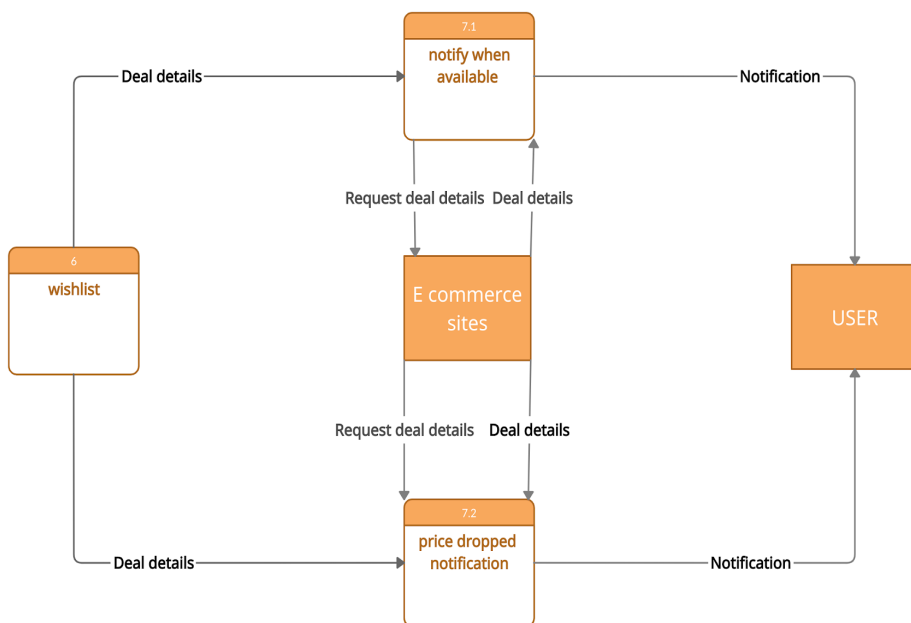 7.1
notify when
available
Deal details
Notification
Request deal details
Deal details
6
wishlist
E commerce
sites
USER
Request deal details
Deal details
7.2
price dropped
notification
Deal details
Notification